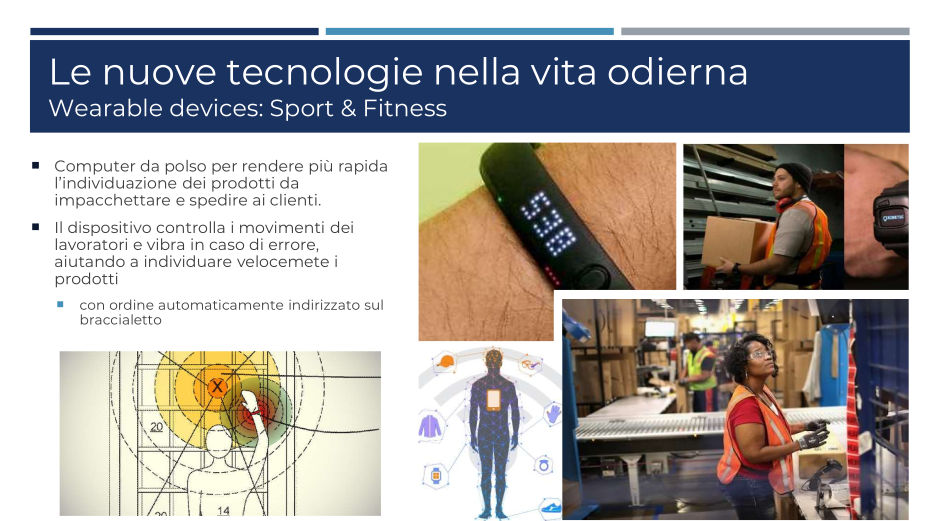 Le nuove tecnologie nella vita odierna
Wearable devices: Sport & Fitness
Computer da polso per rendere più rapida
l'individuazione dei prodotti da
impacchettare e spedire ai clienti.
Il dispositivo controlla i movimenti dei
lavoratori e vibra in caso di errore,
aiutando a individuare velocemete i
prodotti
con ordine automaticamente indirizzato sul
braccialetto
X
20
20
14